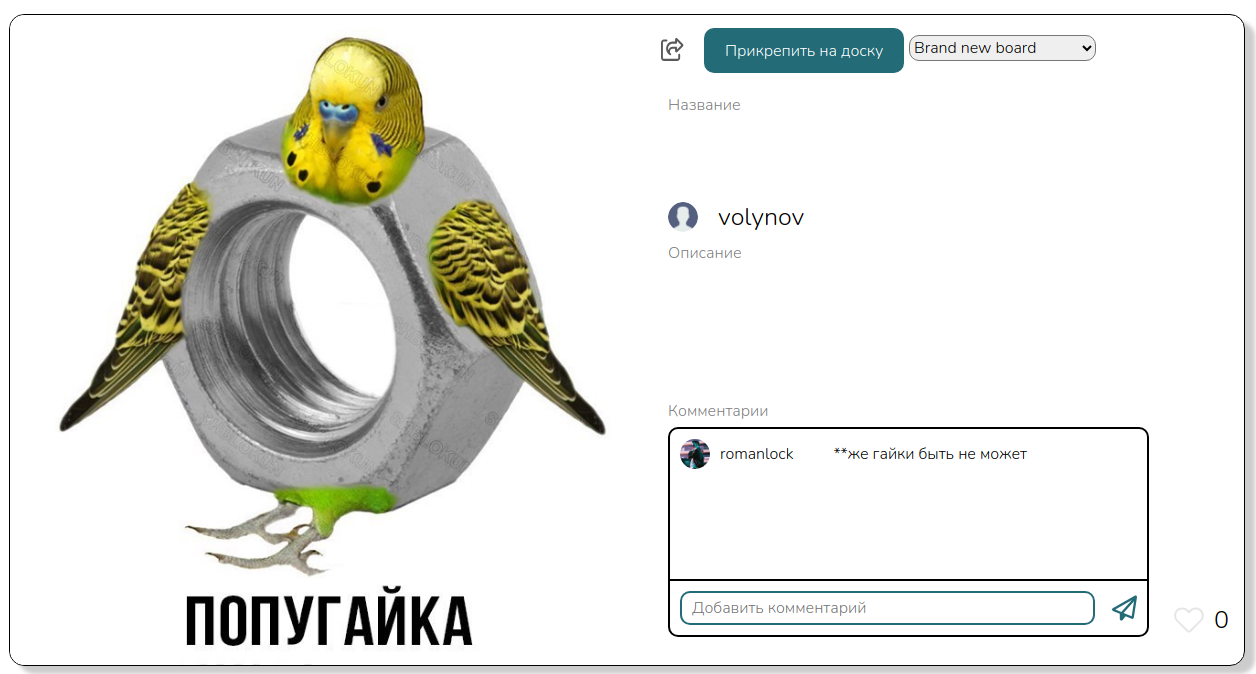 Прикрепить на доску
Brand new board
Название
volynov
Описание
Комментарии
romanlock **же гайки быть не может
Добавить комментарий
0
ПОПУГАЙКА